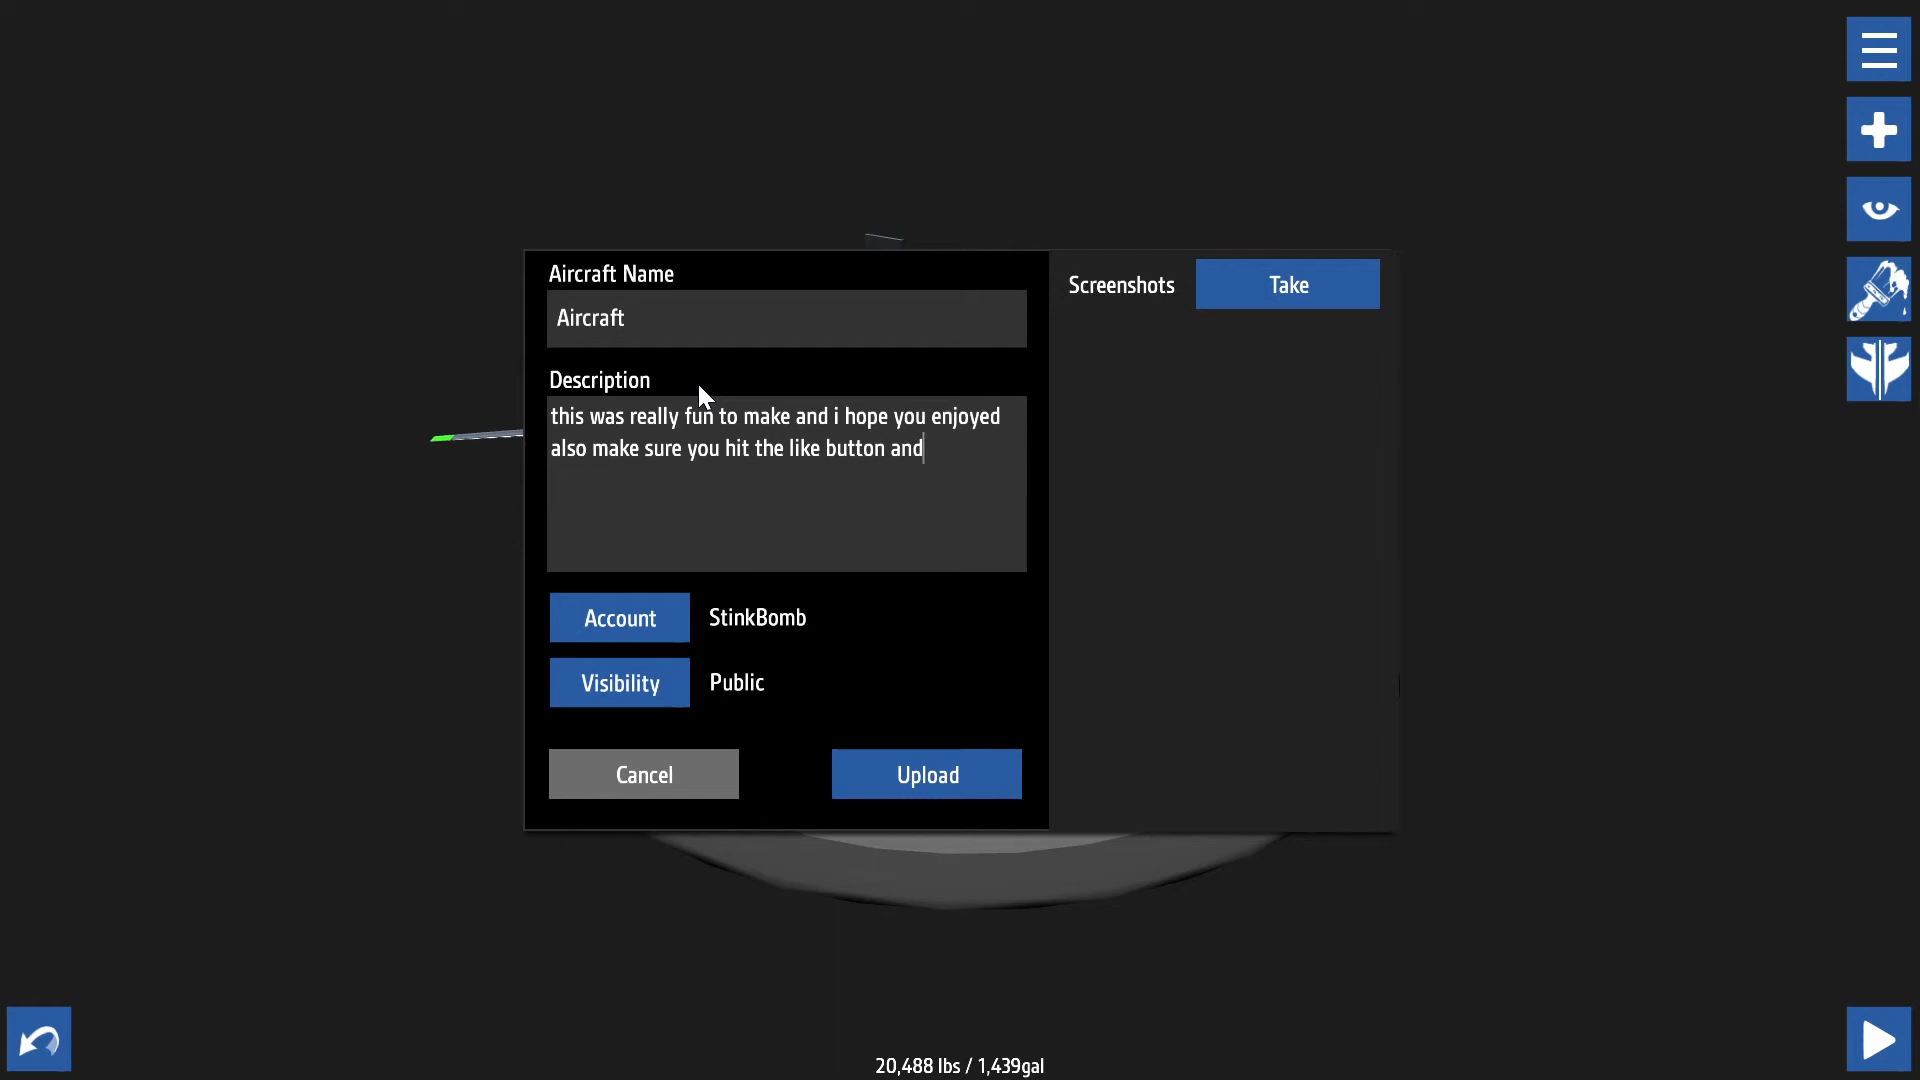 Aircraft Name
Aircraft
Description
this was really fun to make and i hope you enjoyed
also make sure you hit the like button and
Account
StinkBomb
Visibility
Public
Cancel
Upload
Screenshots
Take
20,488 lbs / 1,439gal